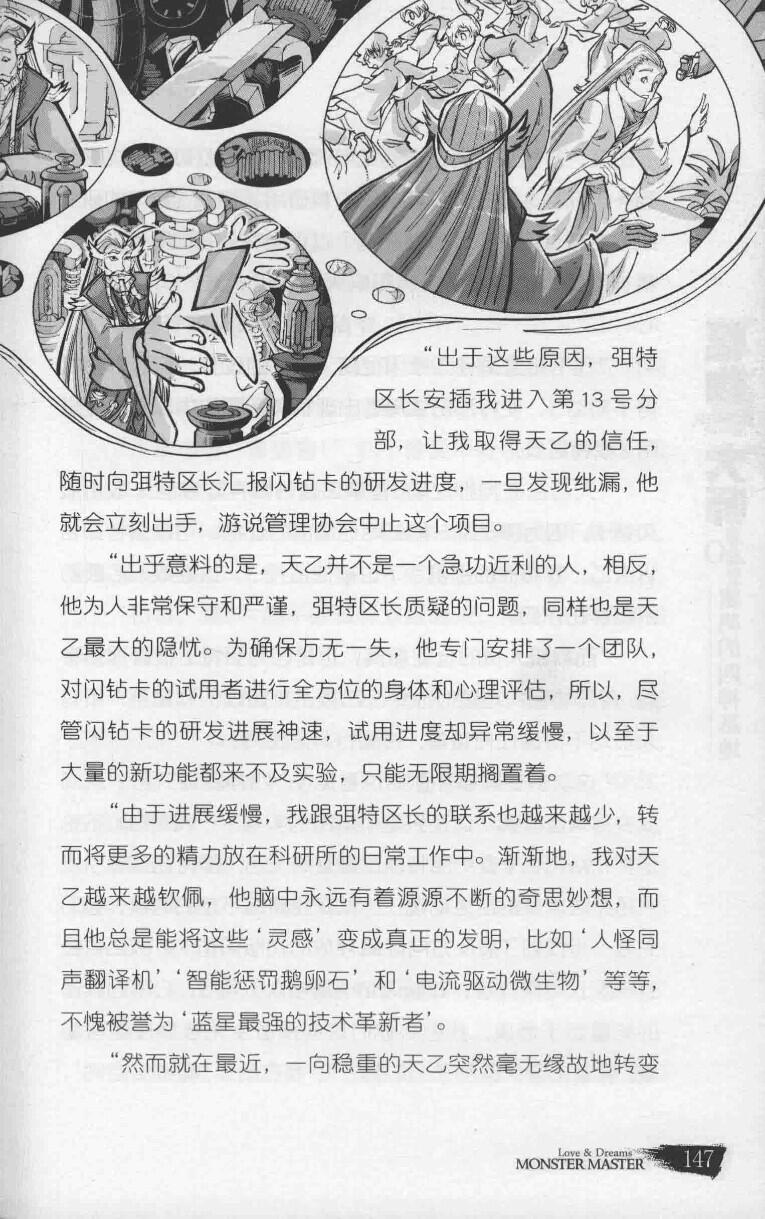 “出于这些原因，弭特
区长安插我进入第13号分
部，让我取得天乙的信任，
随时向弭特区长汇报闪钻卡的研发进度，一旦发现纰漏，他
就会立刻出手，游说管理协会中止这个项目。
“出乎意料的是，天乙并不是一个急功近利的人，相反，
他为人非常保守和严谨，弭特区长质疑的问题，同样也是天
乙最大的隐忧。为确保万无一失，他专门安排了一个团队，
对闪钻卡的试用者进行全方位的身体和心理评估，所以，尽
管闪钻卡的研发进展神速，试用进度却异常缓慢，以至于
大量的新功能都来不及实验，只能无限期搁置着。
“由于进展缓慢，我跟弭特区长的联系也越来越少，转
而将更多的精力放在科研所的日常工作中。渐渐地，我对天
乙越来越钦佩，他脑中永远有着源源不断的奇思妙想，而
且他总是能将这些‘灵感’变成真正的发明，比如‘人怪同
声翻译机’‘智能惩罚鹅卵石’和‘电流驱动微生物’等等，
不愧被誉为‘蓝星最强的技术革新者’。
“然而就在最近，一向稳重的天乙突然毫无缘故地转变
Love & Dreams
MONSTER MASTER 147